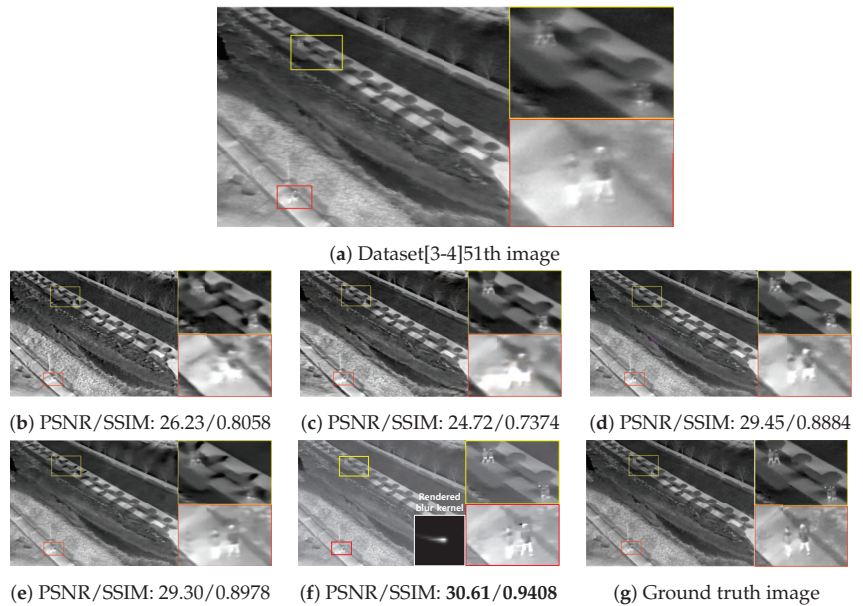 (a) Dataset[3-4]51th image
(b) PSNR/SSIM: 26.23/0.8058
(c) PSNR/SSIM: 24.72/0.7374
(d) PSNR/SSIM: 29.45/0.8884
Rendered
blur kernel
(e) PSNR/SSIM: 29.30/0.8978
(f) PSNR/SSIM: 30.61/0.9408
(g) Ground truth image